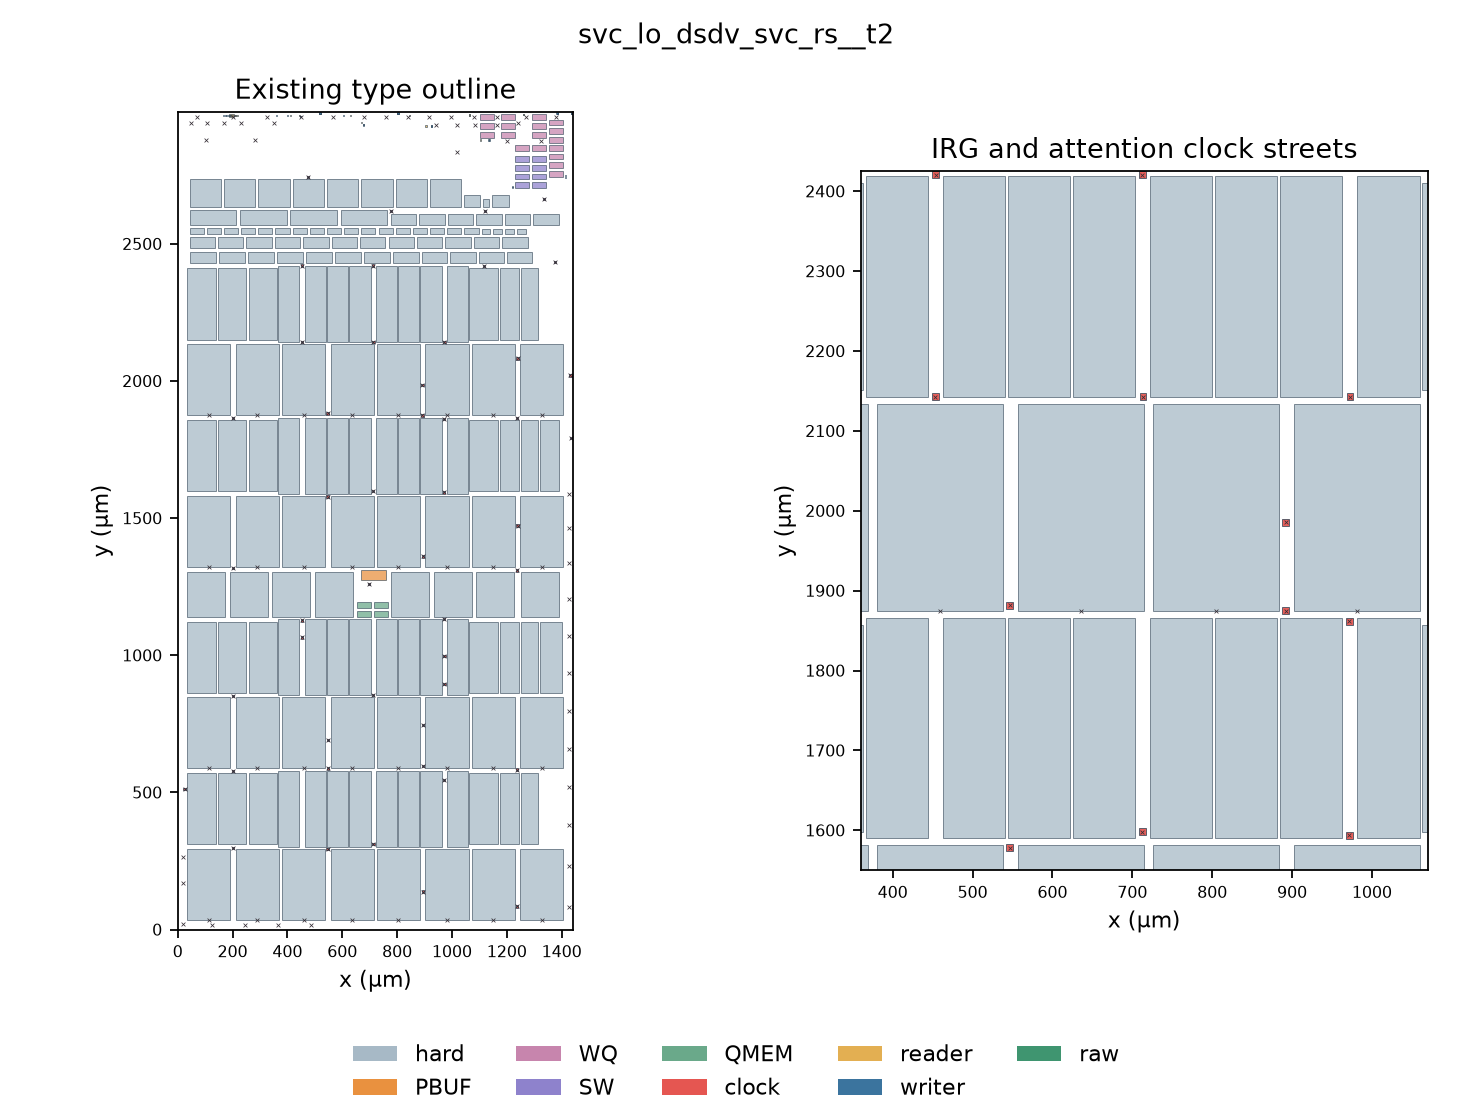 svc_lo_dsdv_svc_rs__t2
Existing type outline
IRG and attention clock streets
y (μm)
2500
2000
1500
1000
500
0
0 200 400 600 800 1000 1200 1400
x (μm)
y (μm)
2400
2300
2200
2100
2000
1900
1800
1700
1600
400 500 600 700 800 900 1000
x (μm)
hard WQ QMEM reader raw
PBUF SW clock writer